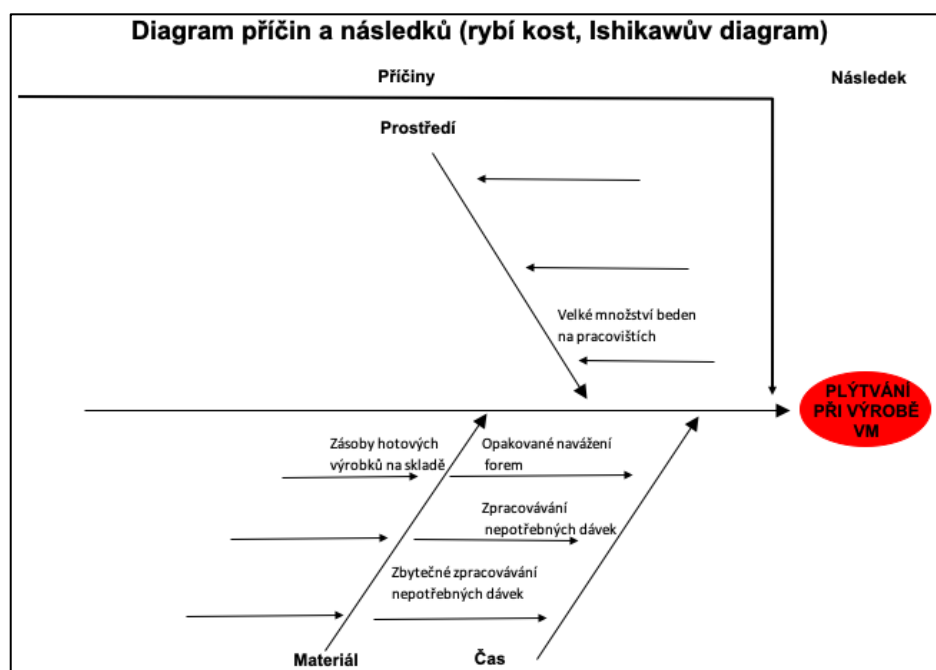 Diagram příčin a následků (rybí kost, Ishikawův diagram)
Příčiny
Následek
Prostředí
Velké množství beden
na pracovištích
PLÝTVÁNÍ
PŘI VÝROBĚ
VM
Zásoby hotových
výrobků na skladě
Opakované navážení
forem
Zpracovávání
nepotřebných dávek
Zbytečné zpracovávání
nepotřebných dávek
Materiál
Čas